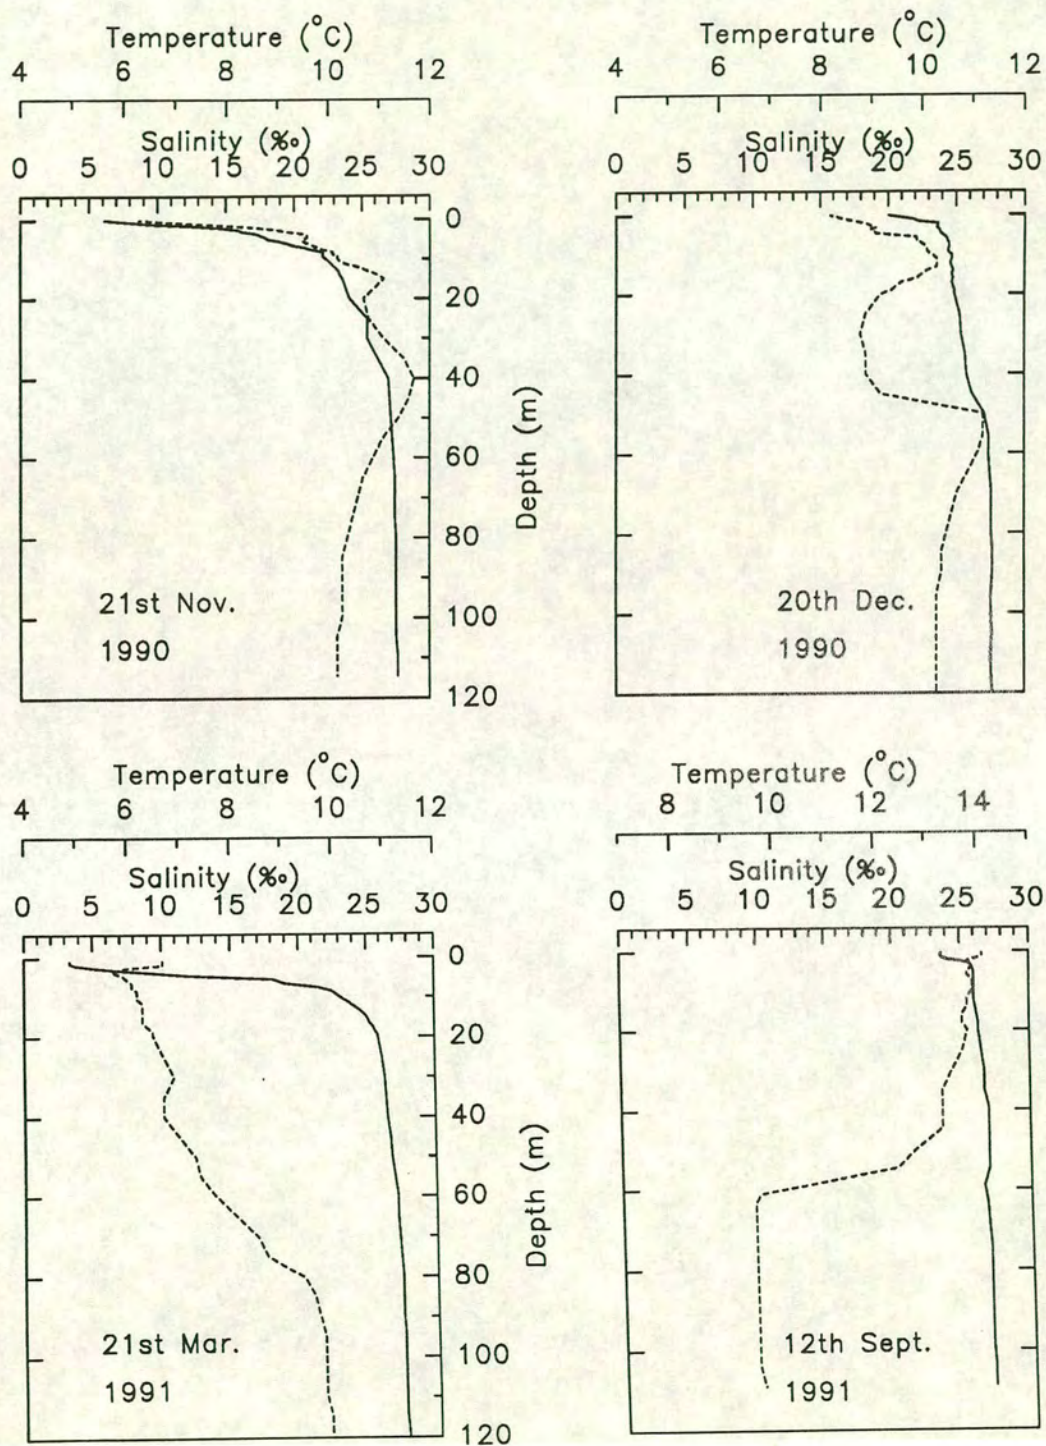 Temperature (°C)
4 6 8 10 12
Salinity (‰)
0 5 10 15 20 25 30
0
20
40
60
80
100
120
Depth (m)
21st Nov.
1990
Temperature (°C)
4 6 8 10 12
Salinity (‰)
0 5 10 15 20 25 30
20th Dec.
1990
Temperature (°C)
4 6 8 10 12
Salinity (‰)
0 5 10 15 20 25 30
0
20
40
60
80
100
120
Depth (m)
21st Mar.
1991
Temperature (°C)
8 10 12 14
Salinity (‰)
0 5 10 15 20 25 30
12th Sept.
1991